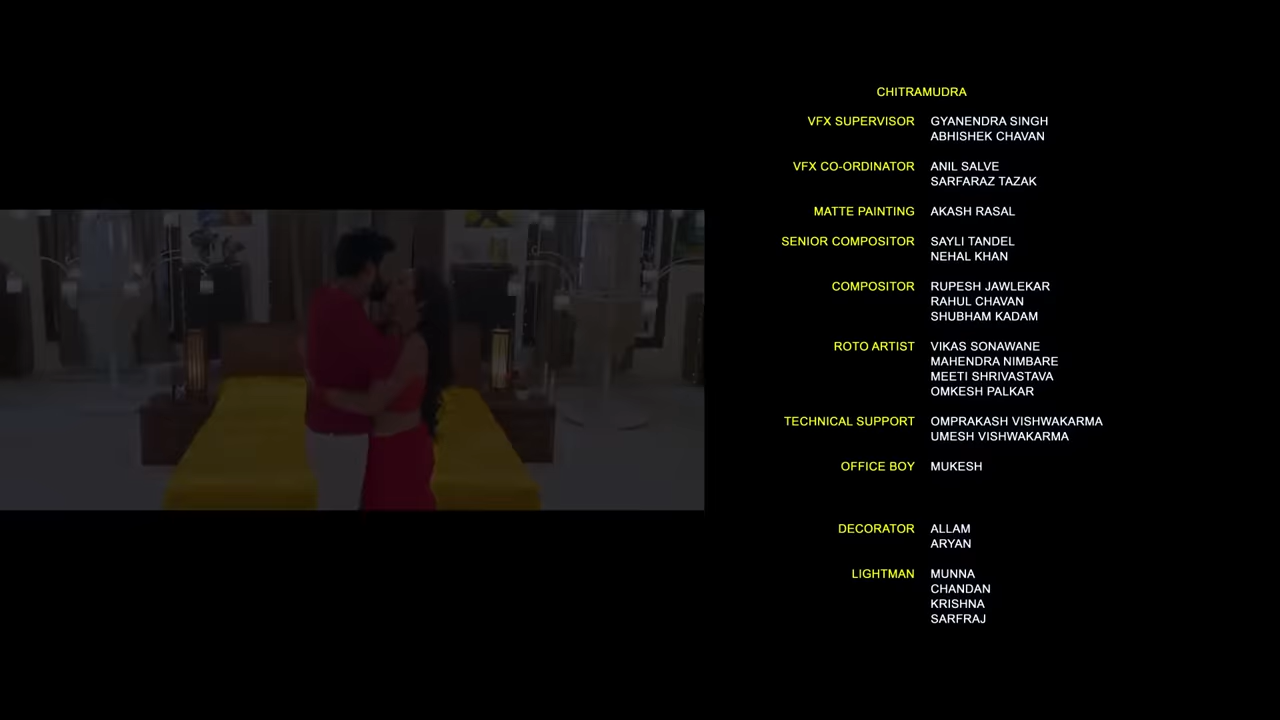 CHITRAMUDRA
VFX SUPERVISOR GYANENDRA SINGH
ABHISHEK CHAVAN
VFX CO-ORDINATOR ANIL SALVE
SARFARAZ TAZAK
MATTE PAINTING AKASH RASAL
SENIOR COMPOSITOR SAYLI TANDEL
NEHAL KHAN
COMPOSITOR RUPESH JAWLEKAR
RAHUL CHAVAN
SHUBHAM KADAM
ROTO ARTIST VIKAS SONAWANE
MAHENDRA NIMBARE
MEETI SHRIVASTAVA
OMKESH PALKAR
TECHNICAL SUPPORT OMPRAKASH VISHWAKARMA
UMESH VISHWAKARMA
OFFICE BOY MUKESH
DECORATOR ALLAM
ARYAN
LIGHTMAN MUNNA
CHANDAN
KRISHNA
SARFRAJ